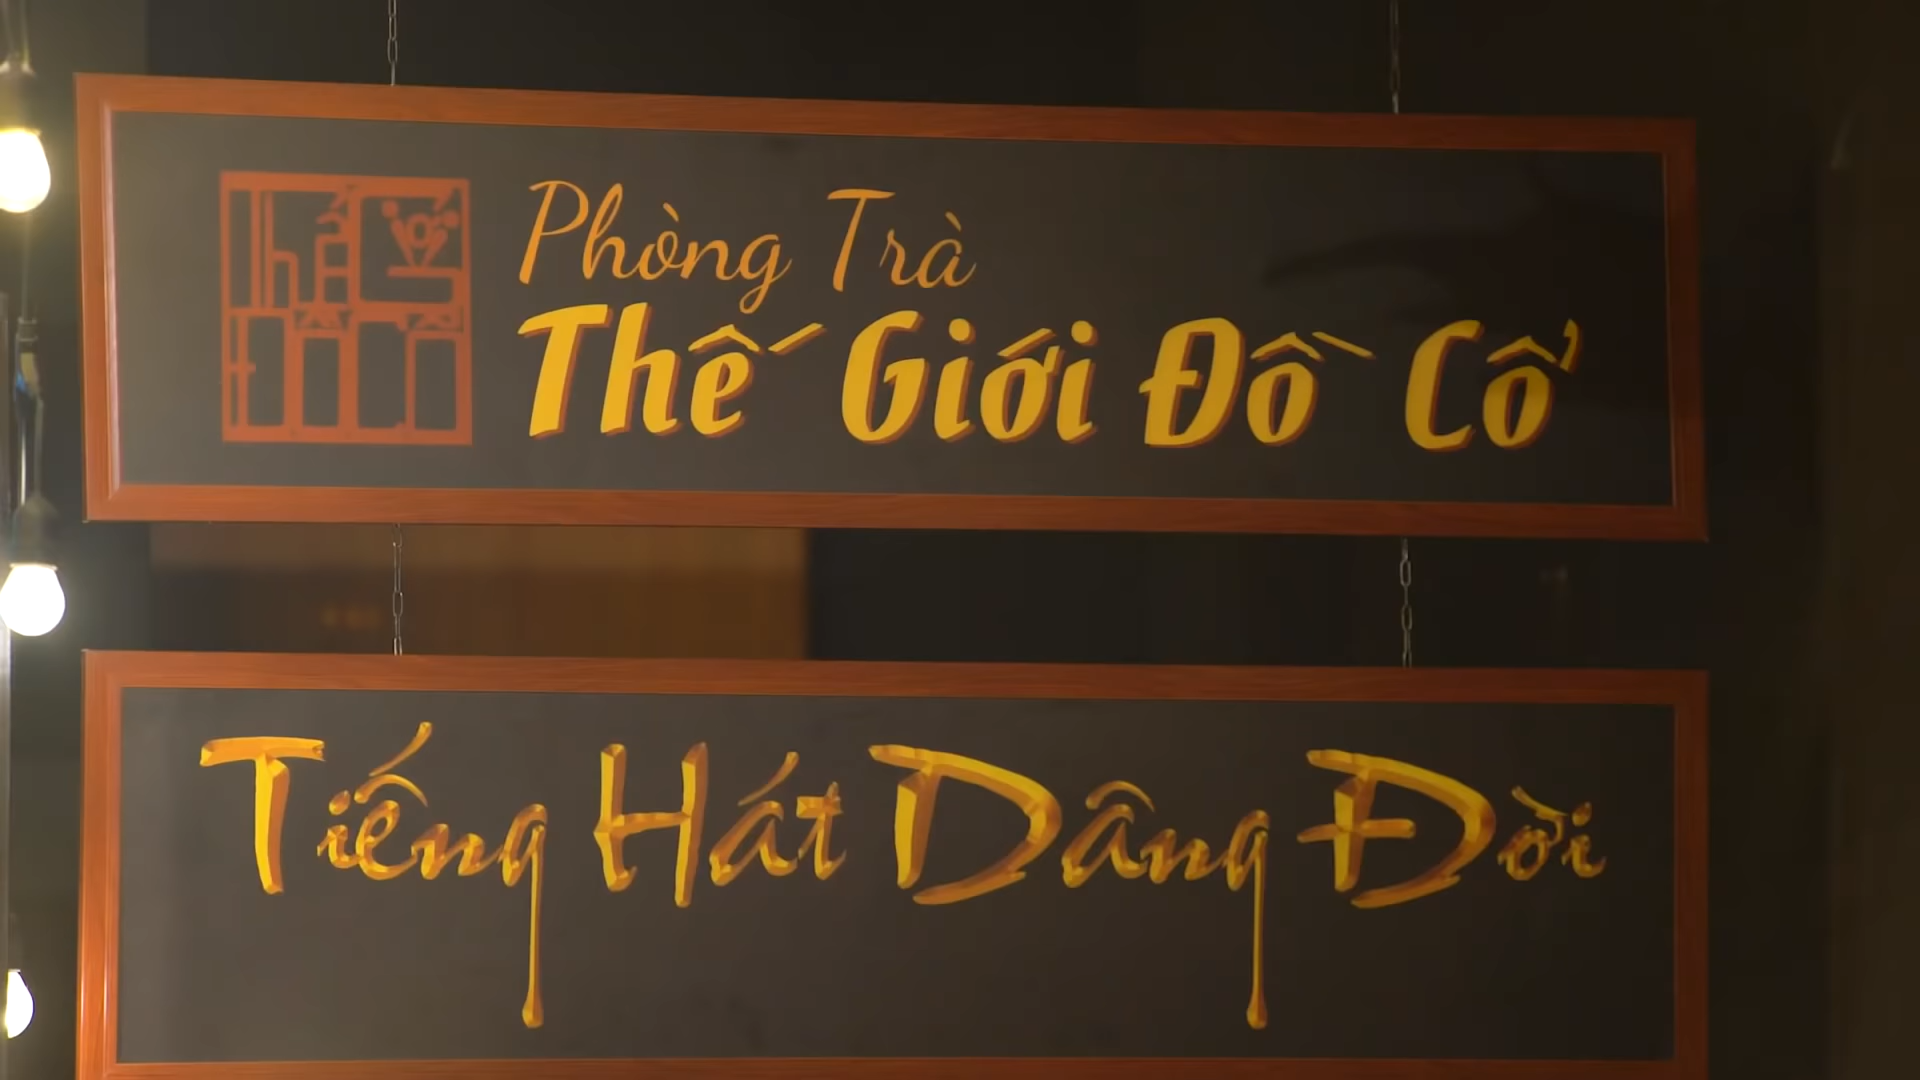 Phòng Trà
Thế Giới Đồ Cổ
Tiếng Hát Dâng Đời